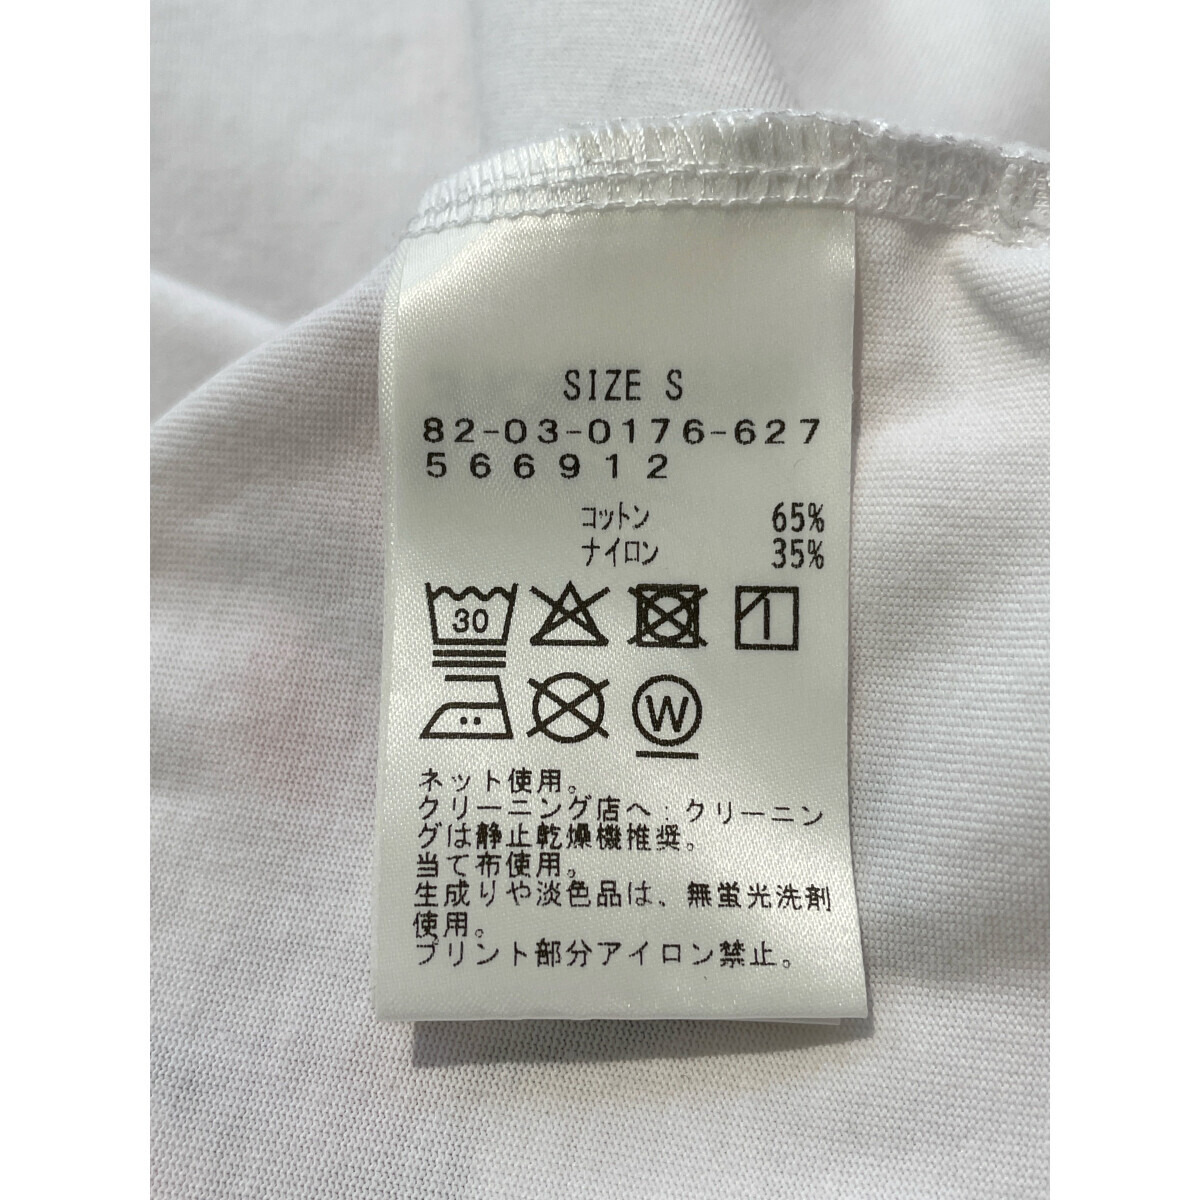 SIZE S
82-03-0176-627
566912
コットン 65%
ナイロン 35%
30
W
ネット使用。
クリーニング店へ:クリーニン
グは静止乾燥機推奨。
当て布使用。
生成りや淡色品は、無蛍光洗剤
使用。
プリント部分アイロン禁止。